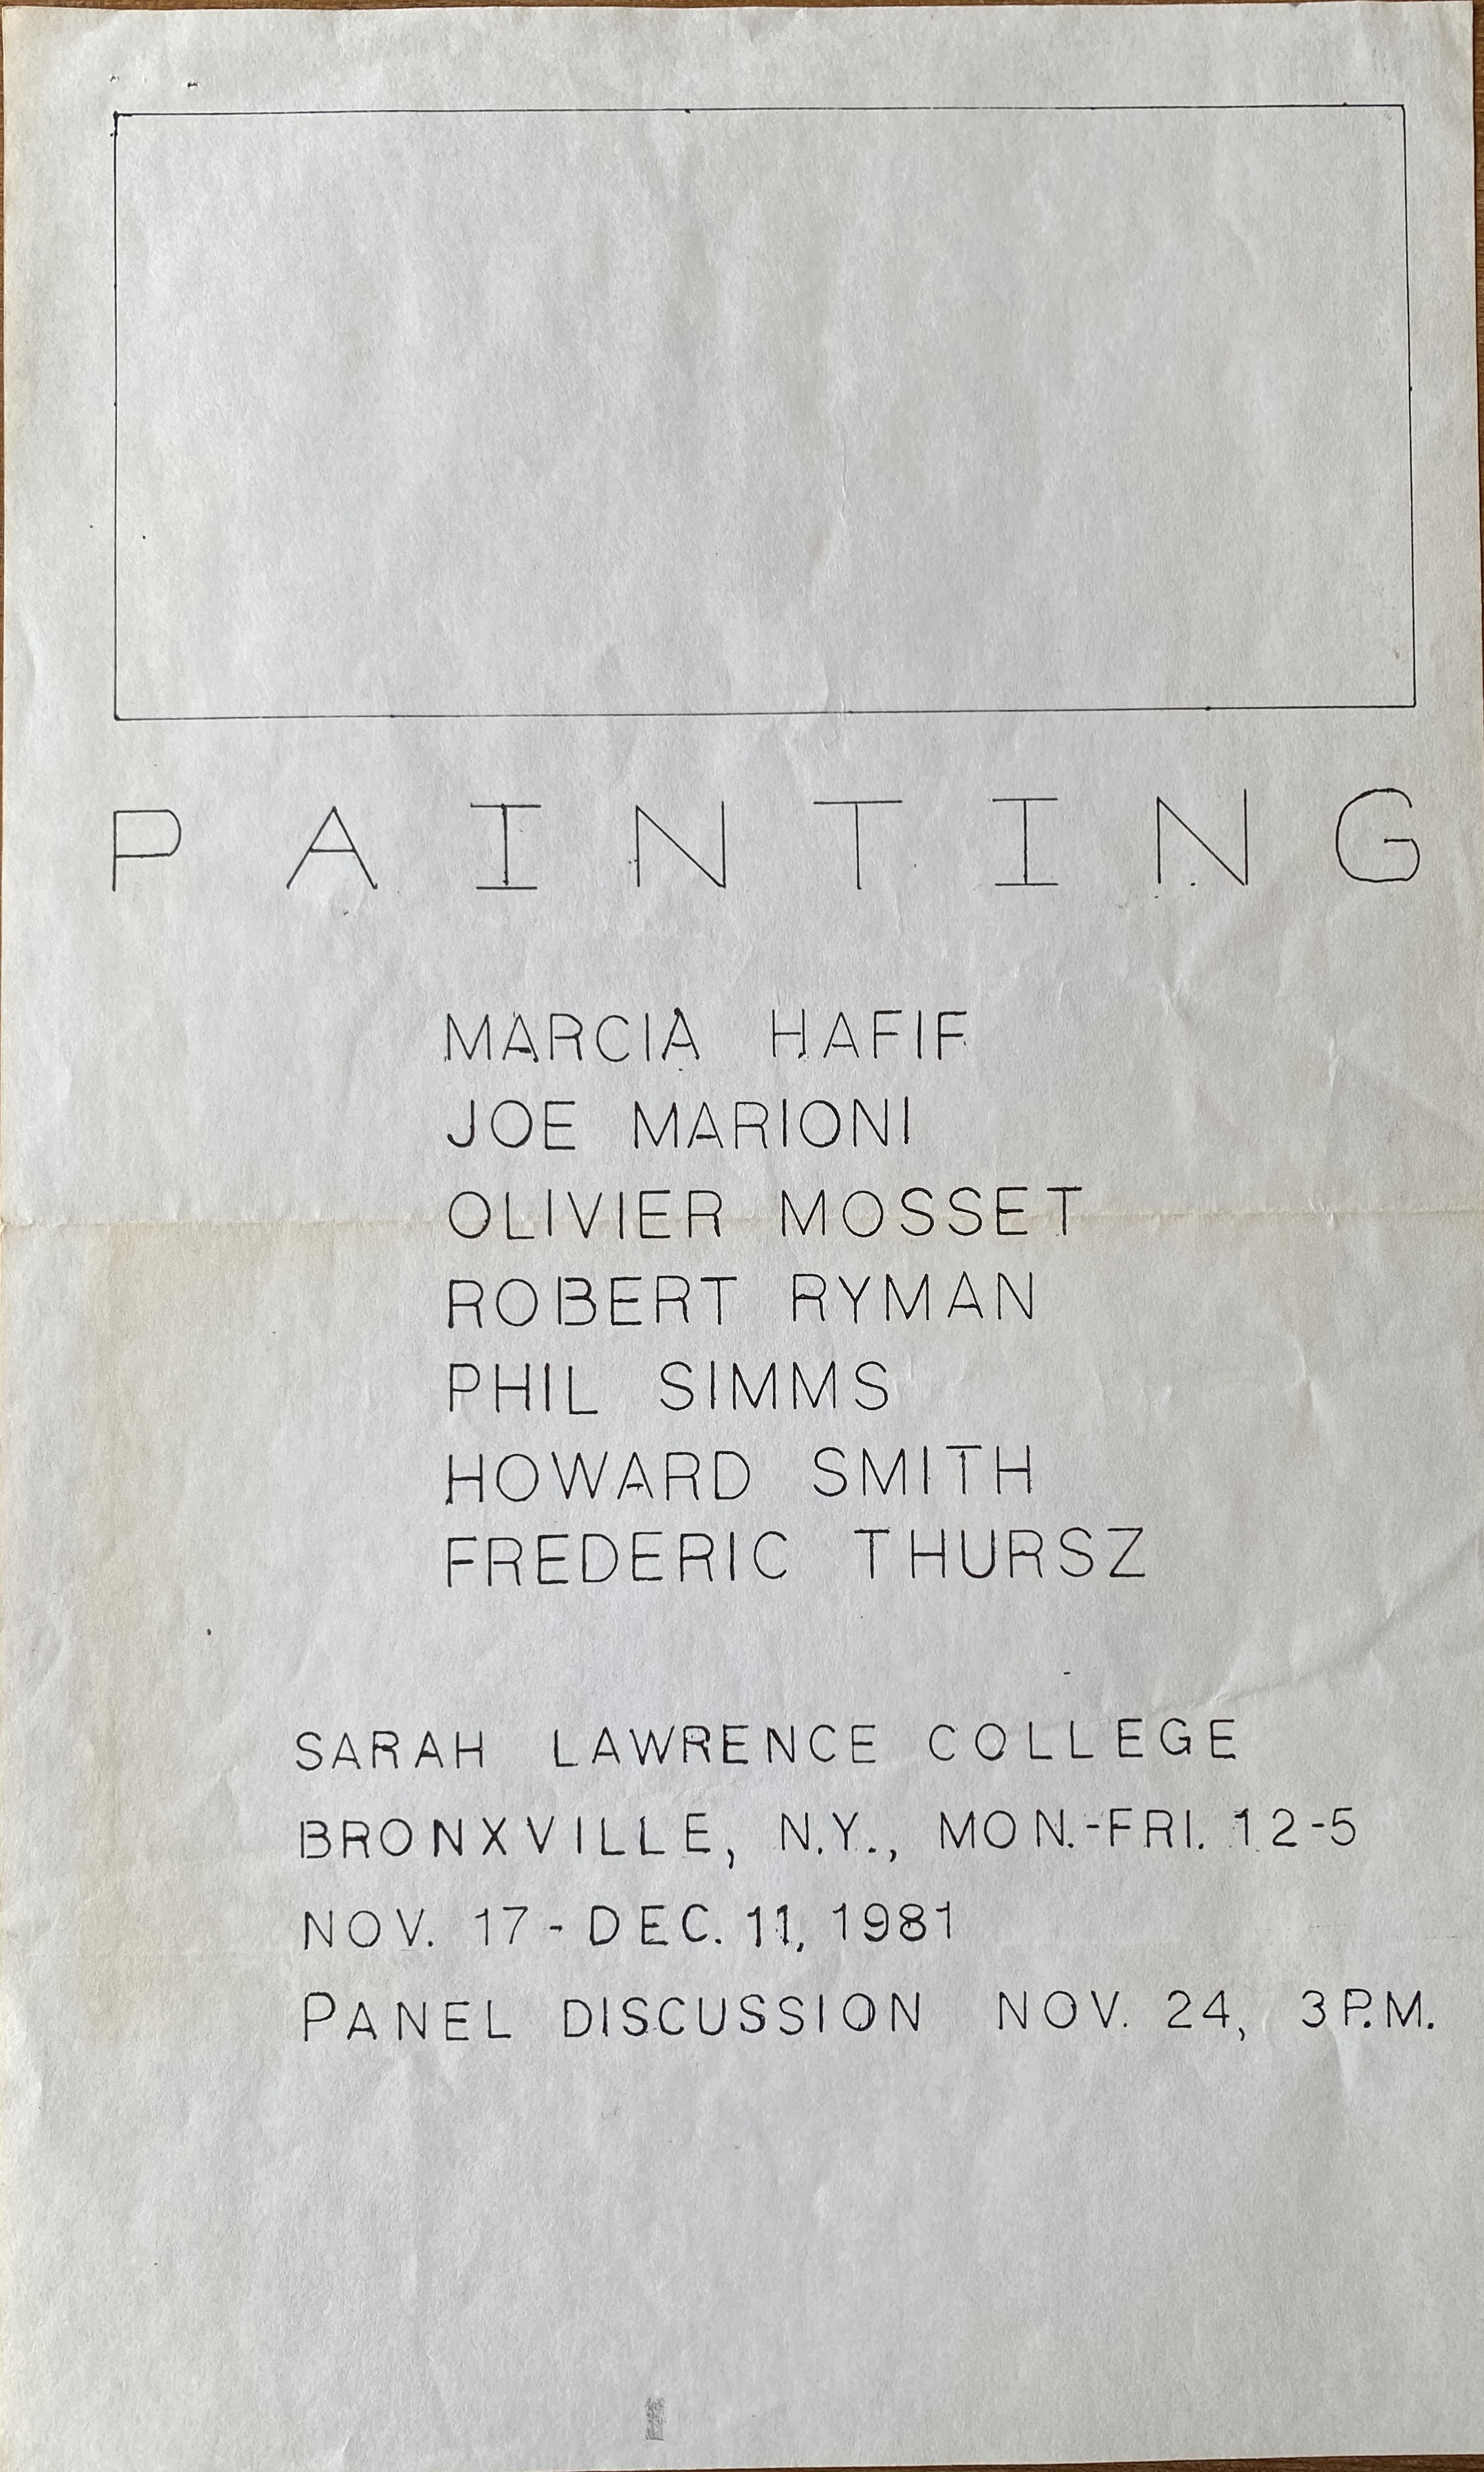 PAINTING
MARCIA HAFIF
JOE MARIONI
OLIVIER MOSSET
ROBERT RYMAN
PHIL SIMMS
HOWARD SMITH
FREDERIC THURSZ
SARAH LAWRENCE COLLEGE
BRONXVILLE, N.Y., MON.-FRI. 12-5
NOV. 17 - DEC. 11, 1981
PANEL DISCUSSION NOV. 24, 3 P.M.